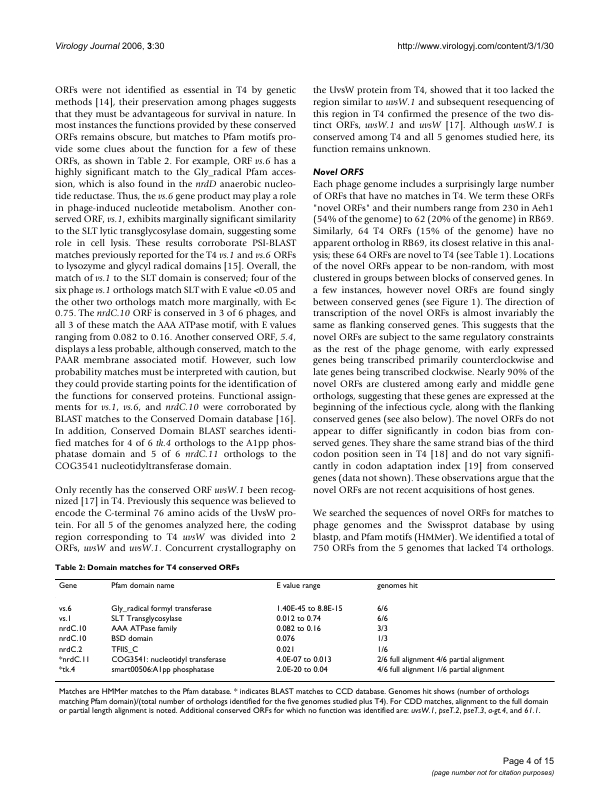 Virology Journal 2006, 3:30
http://www.virologyj.com/content/3/1/30
ORFs were not identified as essential in T4 by genetic
methods [14], their preservation among phages suggests
that they must be advantageous for survival in nature. In
most instances the functions provided by these conserved
ORFs remains obscure, but matches to Pfam motifs pro-
vide some clues about the function for a few of these
ORFs, as shown in Table 2. For example, ORF vs.6 has a
highly significant match to the Gly_radical Pfam acces-
sion, which is also found in the nrdD anaerobic nucleo-
tide reductase. Thus, the vs.6 gene product may play a role
in phage-induced nucleotide metabolism. Another con-
served ORF, vs.1, exhibits marginally significant similarity
to the SLT lytic transglycosylase domain, suggesting some
role in cell lysis. These results corroborate PSI-BLAST
matches previously reported for the T4 vs.1 and vs.6 ORFs
to lysozyme and glycyl radical domains [15]. Overall, the
match of vs.1 to the SLT domain is conserved; four of the
six phage vs.1 orthologs match SLT with E value <0.05 and
the other two orthologs match more marginally, with E<
0.75. The nrdC.10 ORF is conserved in 3 of 6 phages, and
all 3 of these match the AAA ATPase motif, with E values
ranging from 0.082 to 0.16. Another conserved ORF, 5.4,
displays a less probable, although conserved, match to the
PAAR membrane associated motif. However, such low
probability matches must be interpreted with caution, but
they could provide starting points for the identification of
the functions for conserved proteins. Functional assign-
ments for vs.1, vs.6, and nrdC.10 were corroborated by
BLAST matches to the Conserved Domain database [16].
In addition, Conserved Domain BLAST searches identi-
fied matches for 4 of 6 tk.4 orthologs to the A1pp phos-
phatase domain and 5 of 6 nrdC.11 orthologs to the
COG3541 nucleotidyltransferase domain.
Only recently has the conserved ORF uvsW.1 been recog-
nized [17] in T4. Previously this sequence was believed to
encode the C-terminal 76 amino acids of the UvsW pro-
tein. For all 5 of the genomes analyzed here, the coding
region corresponding to T4 uvsW was divided into 2
ORFs, uvsW and uvsW.1. Concurrent crystallography on
the UvsW protein from T4, showed that it too lacked the
region similar to uvsW.1 and subsequent resequencing of
this region in T4 confirmed the presence of the two dis-
tinct ORFs, uvsW.1 and uvsW [17]. Although uvsW.1 is
conserved among T4 and all 5 genomes studied here, its
function remains unknown.
Novel ORFS
Each phage genome includes a surprisingly large number
of ORFs that have no matches in T4. We term these ORFs
"novel ORFs" and their numbers range from 230 in Aeh1
(54% of the genome) to 62 (20% of the genome) in RB69.
Similarly, 64 T4 ORFs (15% of the genome) have no
apparent ortholog in RB69, its closest relative in this anal-
ysis; these 64 ORFs are novel to T4 (see Table 1). Locations
of the novel ORFs appear to be non-random, with most
clustered in groups between blocks of conserved genes. In
a few instances, however novel ORFs are found singly
between conserved genes (see Figure 1). The direction of
transcription of the novel ORFs is almost invariably the
same as flanking conserved genes. This suggests that the
novel ORFs are subject to the same regulatory constraints
as the rest of the phage genome, with early expressed
genes being transcribed primarily counterclockwise and
late genes being transcribed clockwise. Nearly 90% of the
novel ORFs are clustered among early and middle gene
orthologs, suggesting that these genes are expressed at the
beginning of the infectious cycle, along with the flanking
conserved genes (see also below). The novel ORFs do not
appear to differ significantly in codon bias from con-
served genes. They share the same strand bias of the third
codon position seen in T4 [18] and do not vary signifi-
cantly in codon adaptation index [19] from conserved
genes (data not shown). These observations argue that the
novel ORFs are not recent acquisitions of host genes.
We searched the sequences of novel ORFs for matches to
phage genomes and the Swissprot database by using
blastp, and Pfam motifs (HMMer). We identified a total of
750 ORFs from the 5 genomes that lacked T4 orthologs.
Table 2: Domain matches for T4 conserved ORFs
Gene Pfam domain name E value range genomes hit
vs.6 Gly_radical formyl transferase 1.40E-45 to 8.8E-15 6/6
vs.1 SLT Transglycosylase 0.012 to 0.74 6/6
nrdC.10 AAA ATPase family 0.082 to 0.16 3/3
nrdC.10 BSD domain 0.076 1/3
nrdC.2 TFIIS_C 0.021 1/6
*nrdC.11 COG3541: nucleotidyl transferase 4.0E-07 to 0.013 2/6 full alignment 4/6 partial alignment
*tk.4 smart00506:A1pp phosphatase 2.0E-20 to 0.04 4/6 full alignment 1/6 partial alignment
Matches are HMMer matches to the Pfam database. * indicates BLAST matches to CCD database. Genomes hit shows (number of orthologs
matching Pfam domain)/(total number of orthologs identified for the five genomes studied plus T4). For CDD matches, alignment to the full domain
or partial length alignment is noted. Additional conserved ORFs for which no function was identified are: uvsW.1, pseT.2, pseT.3, a-gt.4, and 61.1.
Page 4 of 15
(page number not for citation purposes)